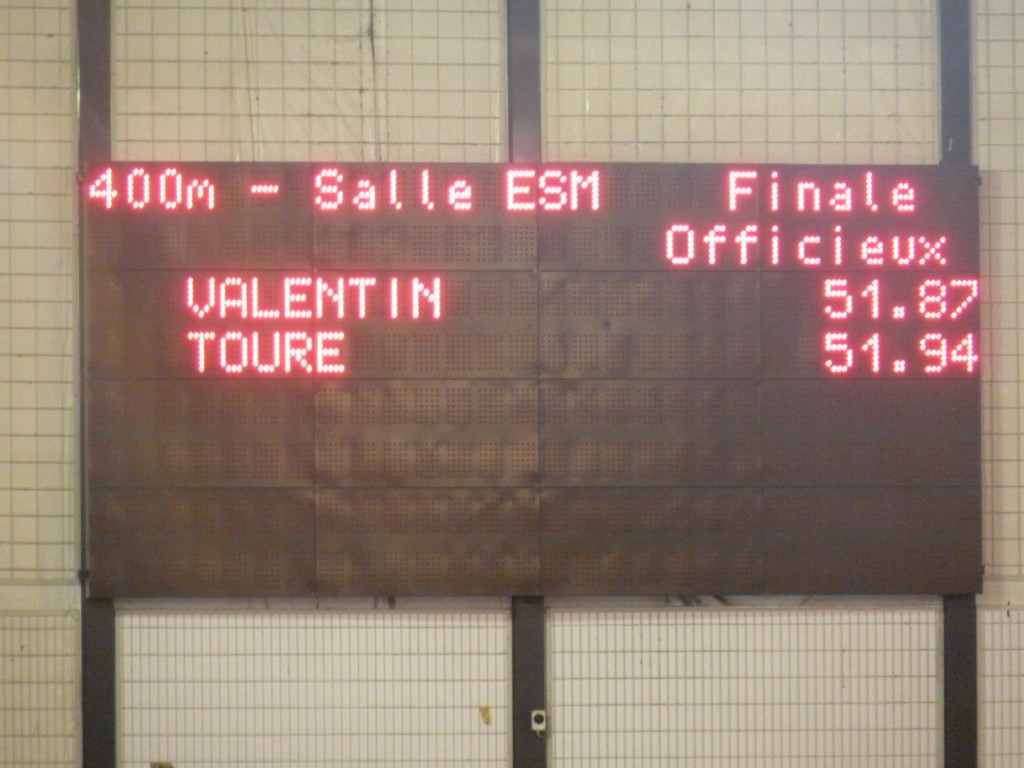 400m - Salle ESM Finale
Officieux
VALENTIN 51.87
TOURE 51.94